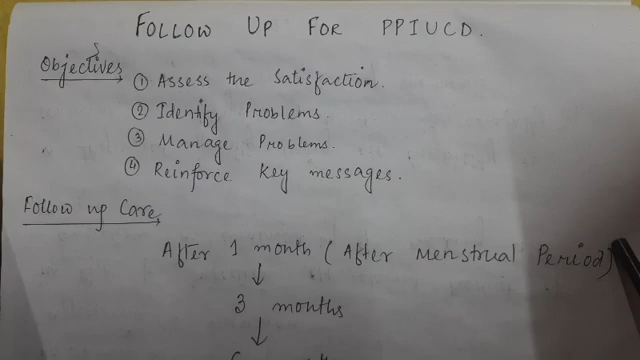 FOLLOW UP FOR PPIUCD.
Objectives ① Assess the satisfaction.
② Identify Problems.
③ Manage Problems.
④ Reinforce key messages.
Follow up Care
After 1 month (After Menstrual Period)
↓
3 months
↓